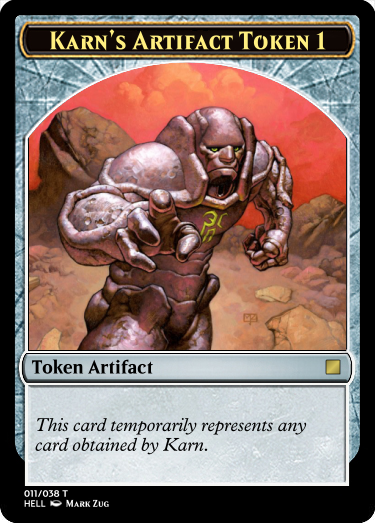 Karn's Artifact Token 1
Token Artifact
This card temporarily represents any
card obtained by Karn.
011/038 T
HELL Mark Zug